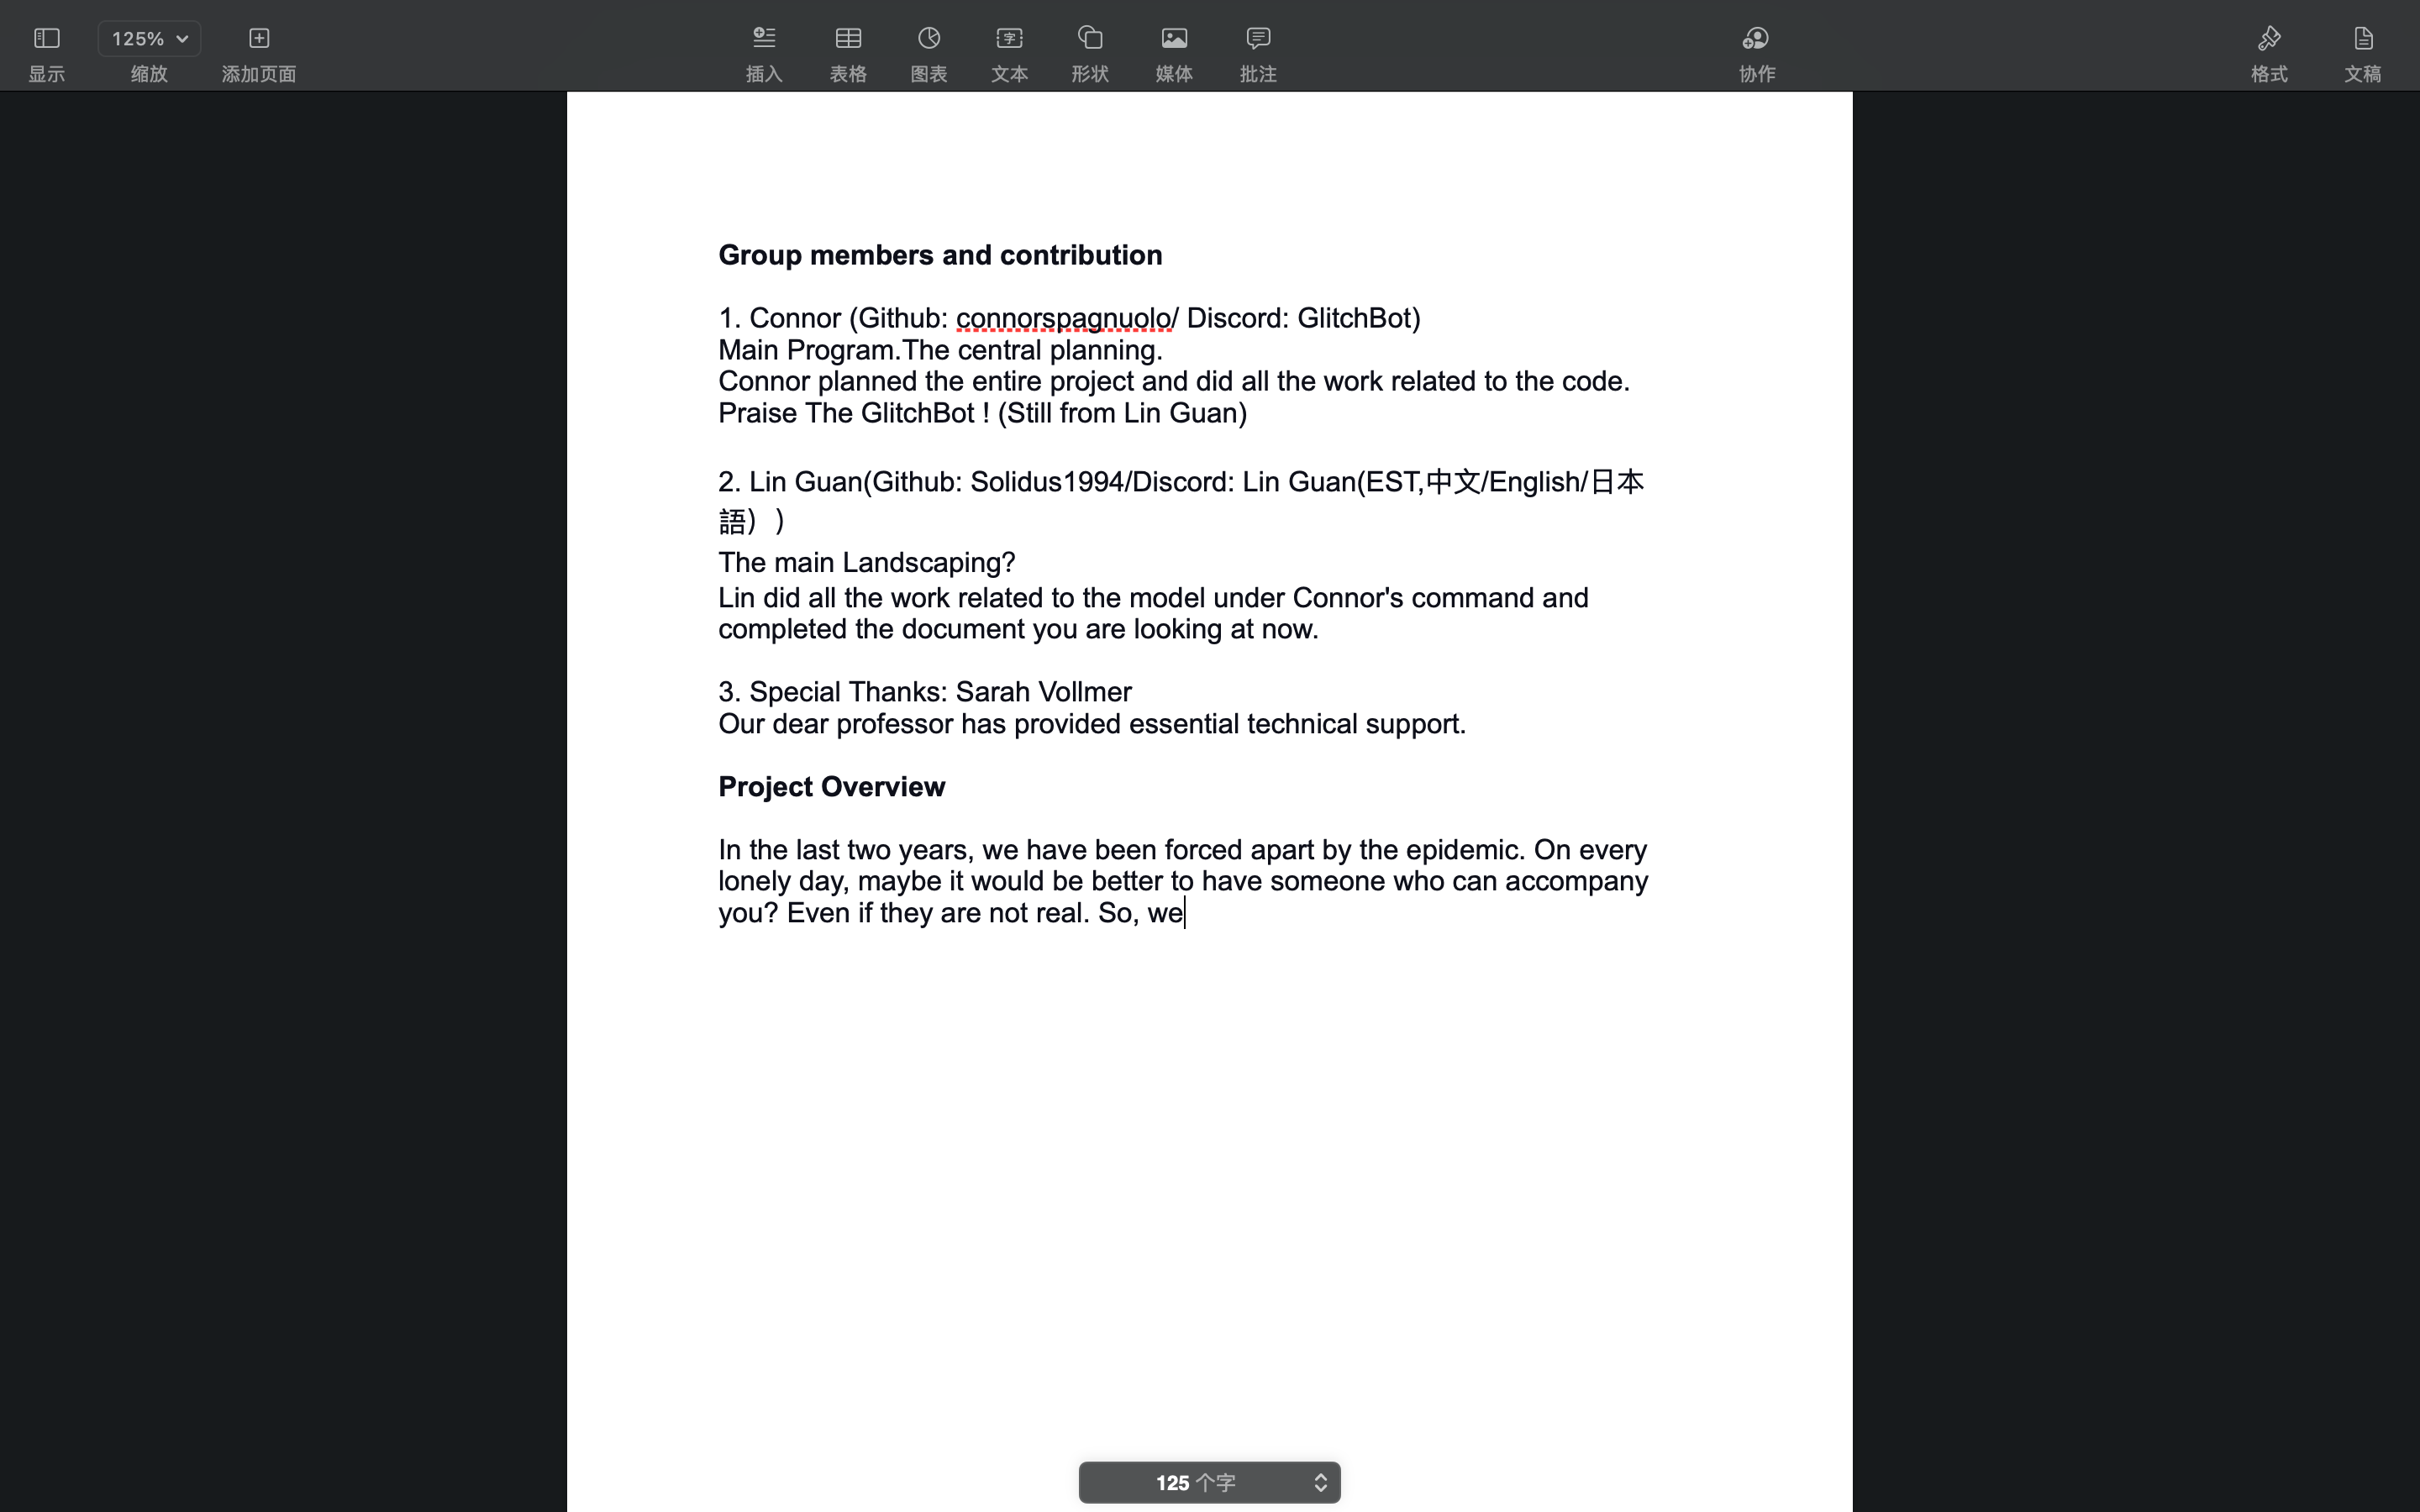 125%
显示 缩放 添加页面 插入 表格 图表 文本 形状 媒体 批注 协作 格式 文稿
Group members and contribution
1. Connor (Github: connorspagnuolo/ Discord: GlitchBot)
Main Program.The central planning.
Connor planned the entire project and did all the work related to the code.
Praise The GlitchBot ! (Still from Lin Guan)
2. Lin Guan(Github: Solidus1994/Discord: Lin Guan(EST,中文/English/日本
語））
The main Landscaping?
Lin did all the work related to the model under Connor's command and
completed the document you are looking at now.
3. Special Thanks: Sarah Vollmer
Our dear professor has provided essential technical support.
Project Overview
In the last two years, we have been forced apart by the epidemic. On every
lonely day, maybe it would be better to have someone who can accompany
you? Even if they are not real. So, we
125 个字